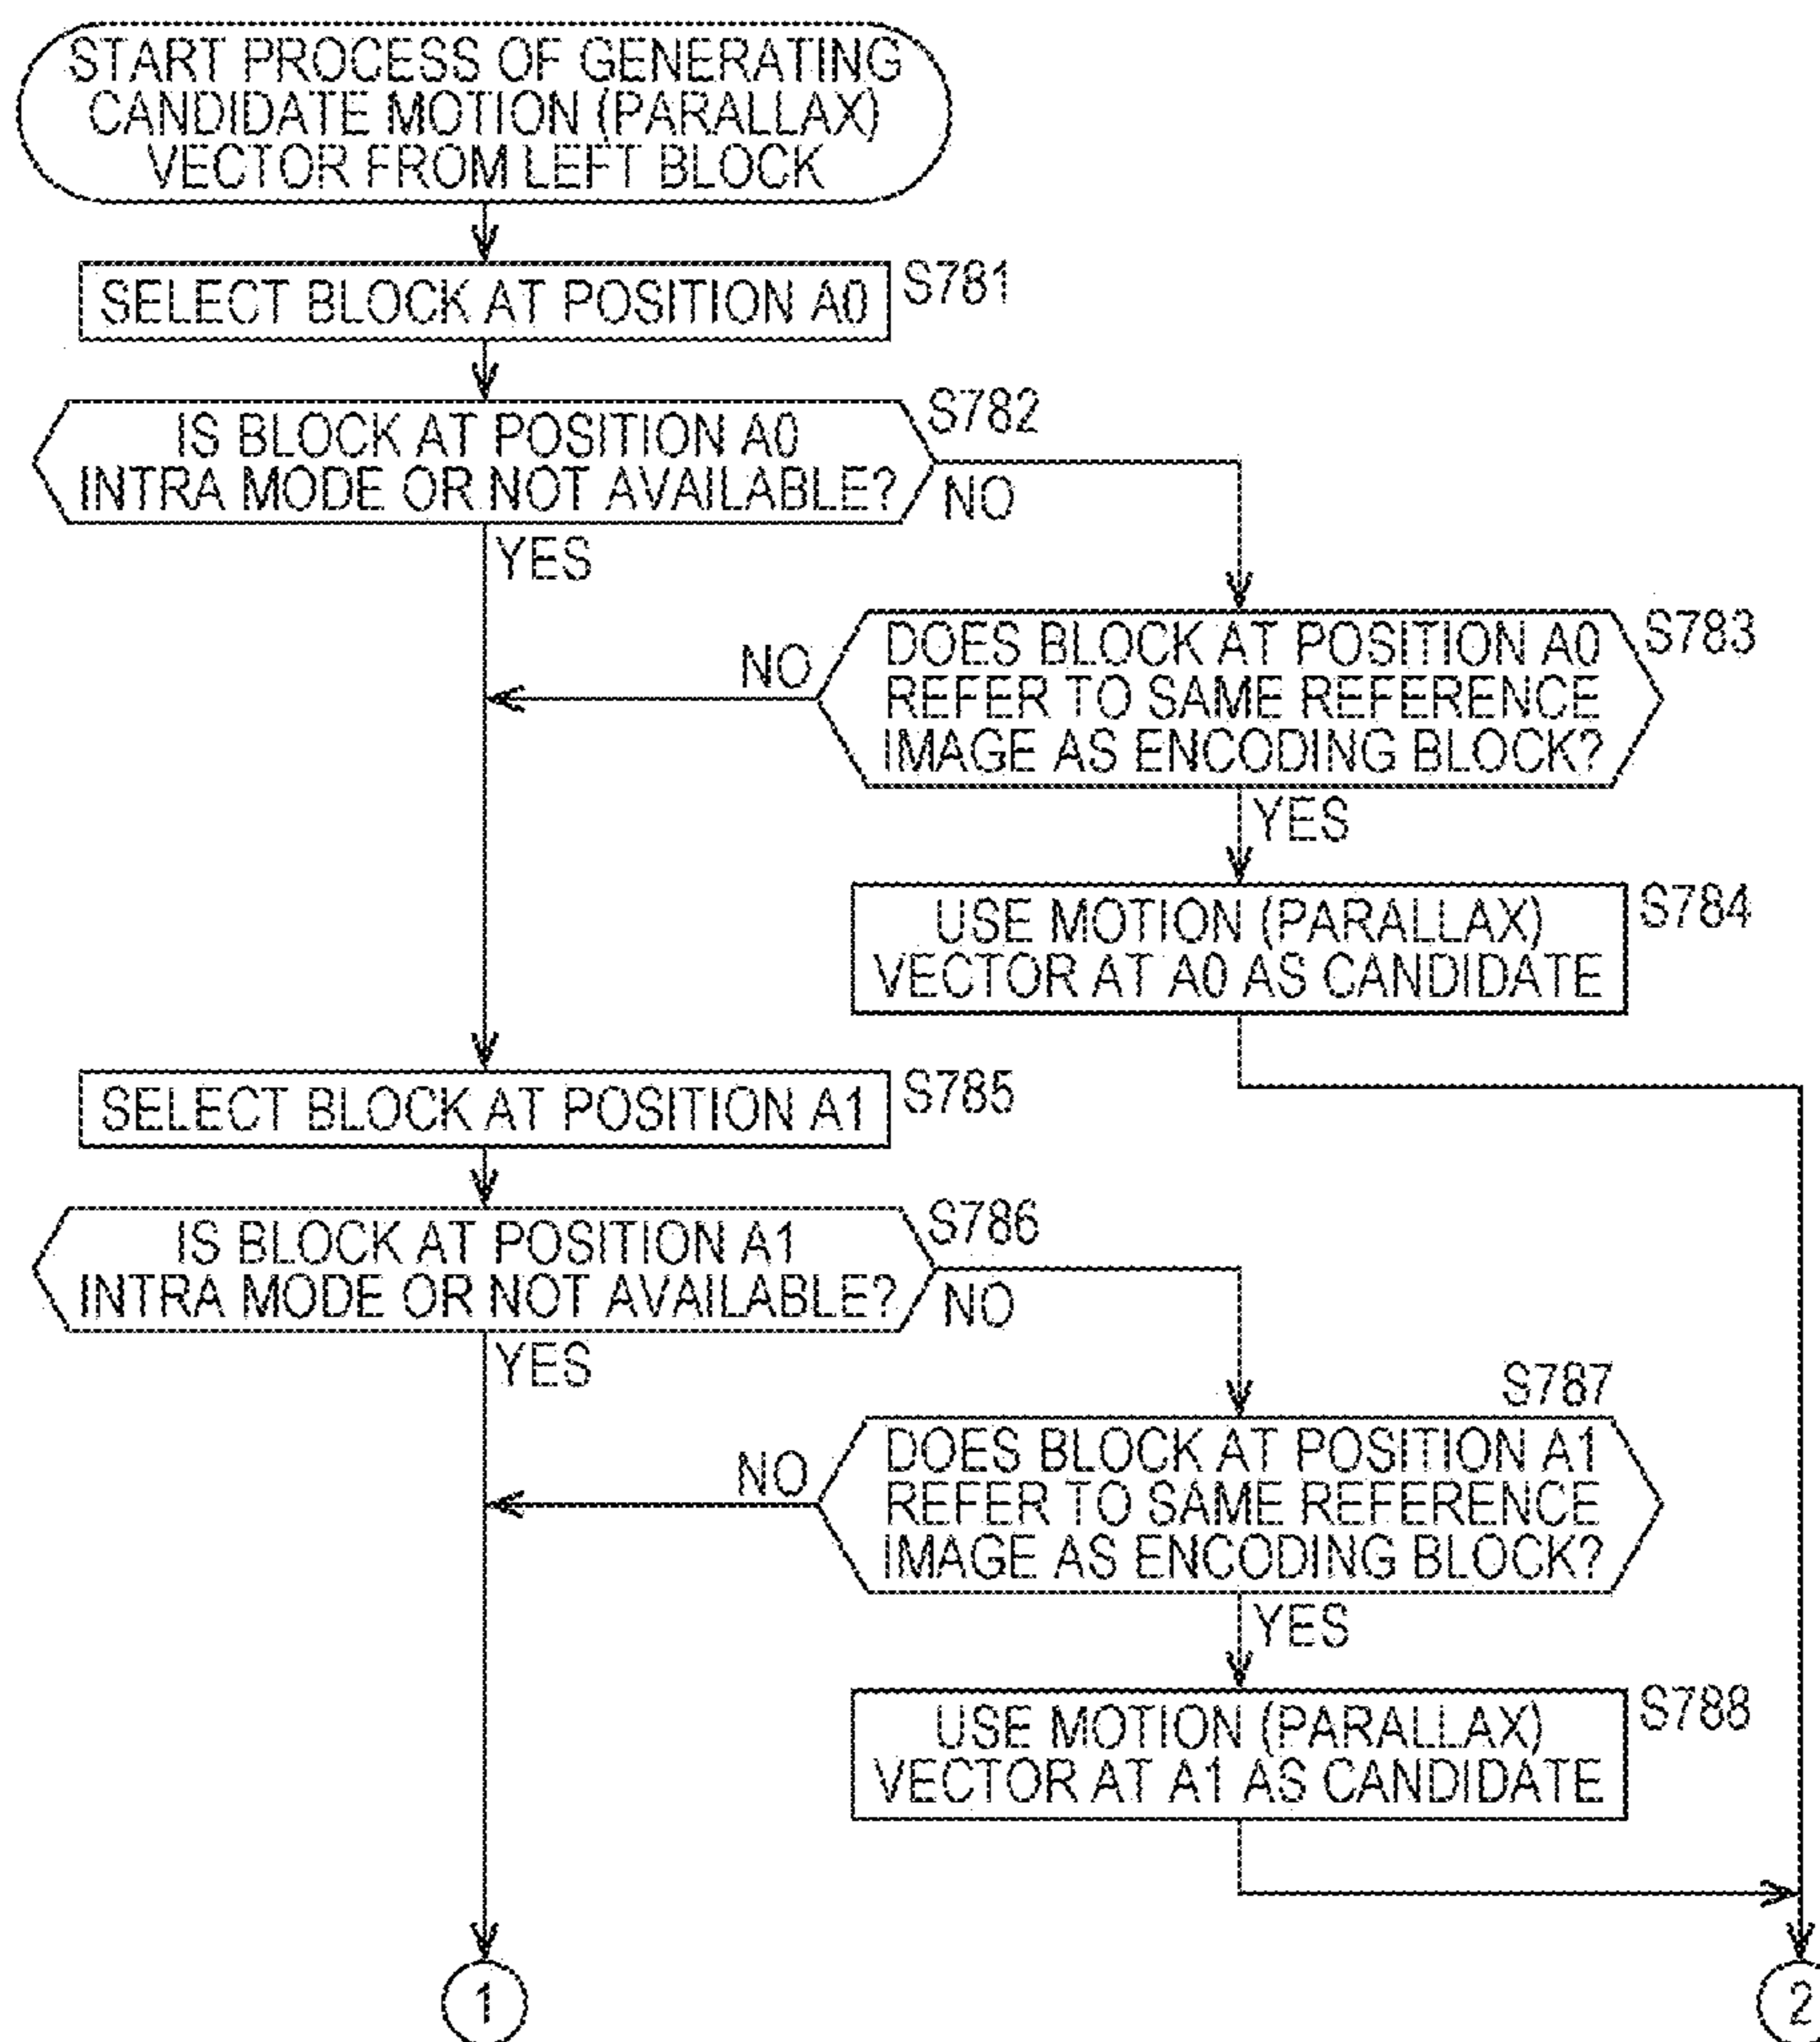 START PROCESS OF GENERATING
CANDIDATE MOTION (PARALLAX)
VECTOR FROM LEFT BLOCK
SELECT BLOCK AT POSITION A0
S781
IS BLOCK AT POSITION A0
INTRA MODE OR NOT AVAILABLE?
S782
NO
YES
DOES BLOCK AT POSITION A0
REFER TO SAME REFERENCE
IMAGE AS ENCODING BLOCK?
S783
NO
YES
USE MOTION (PARALLAX)
VECTOR AT A0 AS CANDIDATE
S784
SELECT BLOCK AT POSITION A1
S785
IS BLOCK AT POSITION A1
INTRA MODE OR NOT AVAILABLE?
S786
NO
YES
S787
DOES BLOCK AT POSITION A1
REFER TO SAME REFERENCE
IMAGE AS ENCODING BLOCK?
NO
YES
USE MOTION (PARALLAX)
VECTOR AT A1 AS CANDIDATE
S788
1
2